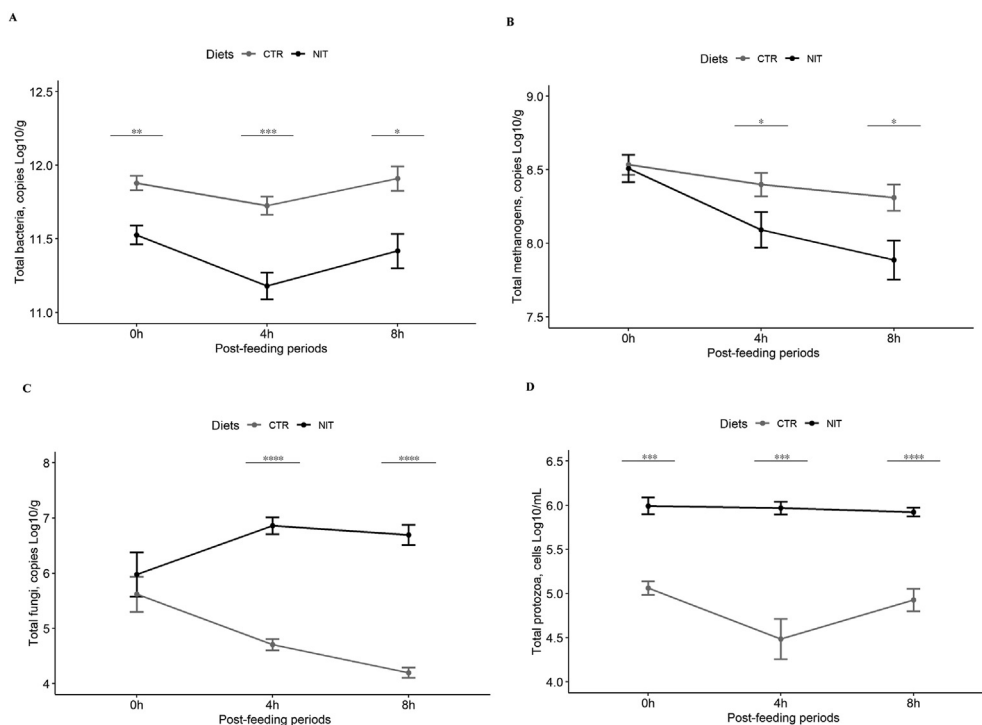 A
Diets CTR NIT
Total bacteria, copies Log10/g
12.5
12.0
11.5
11.0
** *** *
0h 4h 8h
Post-feeding periods
B
Diets CTR NIT
Total methanogens, copies Log10/g
9.0
8.5
8.0
7.5
* *
0h 4h 8h
Post-feeding periods
C
Diets CTR NIT
Total fungi, copies Log10/g
8
7
6
5
4
**** ****
0h 4h 8h
Post-feeding periods
D
Diets CTR NIT
Total protozoa, cells Log10/mL
6.5
6.0
5.5
5.0
4.5
4.0
*** *** ****
0h 4h 8h
Post-feeding periods